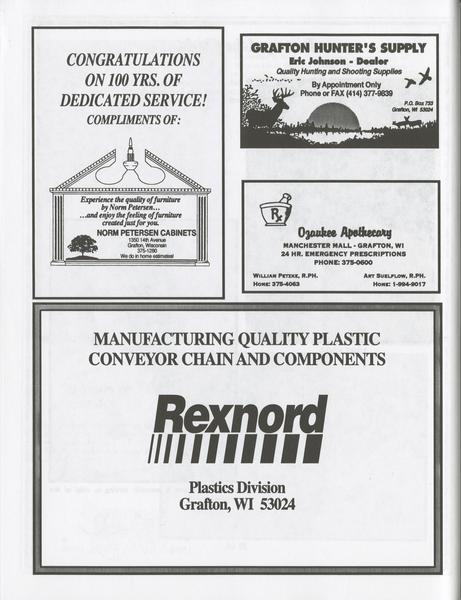 CONGRATULATIONS
ON 100 YRS. OF
DEDICATED SERVICE!
COMPLIMENTS OF:
Experience the quality of furniture
by Norm Petersen...
...and enjoy the feeling of furniture
created just for you.
NORM PETERSEN CABINETS
1350 14th Avenue
Grafton, Wisconsin
375-1280
We do in home estimates!
GRAFTON HUNTER'S SUPPLY
Eric Johnson - Dealer
Quality Hunting and Shooting Supplies
By Appointment Only
Phone or FAX (414) 377-9839
P.O. Box 733
Grafton, WI 53024
Rx
Ozaukee Apothecary
MANCHESTER MALL - GRAFTON, WI
24 HR. EMERGENCY PRESCRIPTIONS
PHONE: 375-0600
WILLIAM PETZKE, R.PH. ART SUELFLOW, R.PH.
HOME: 375-4063 HOME: 1-994-9017
MANUFACTURING QUALITY PLASTIC
CONVEYOR CHAIN AND COMPONENTS
Rexnord
Plastics Division
Grafton, WI 53024